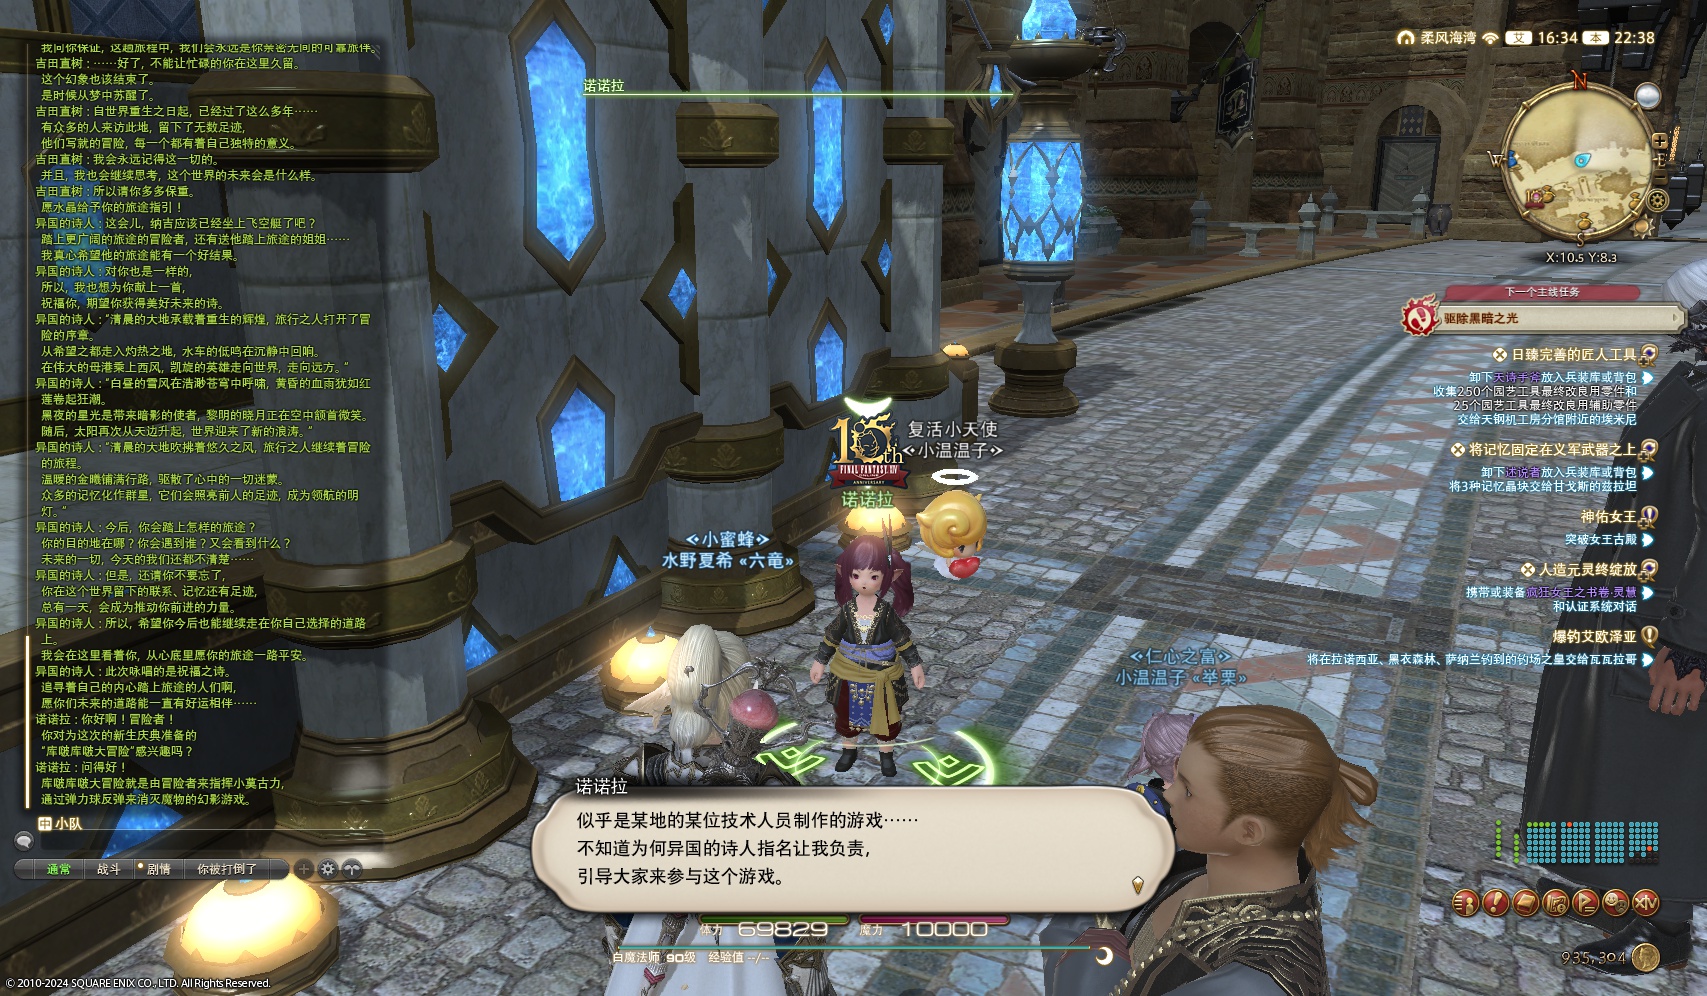 我向你保证，这趟旅程中，我们会永远是你亲密无间的可靠旅伴。
吉田直树：……好了，不能让忙碌的你在这里久留。
这个幻象也该结束了。
是时候从梦中苏醒了。
吉田直树：自世界重生之日起，已经过了这么多年……
有众多的人来访此地，留下了无数足迹，
他们写就的冒险，每一个都有着自己独特的意义。
吉田直树：我会永远记得这一切的。
并且，我也会继续思考，这个世界的未来会是什么样。
吉田直树：所以请你多多保重。
愿水晶给予你的旅途指引！
异国的诗人：这会儿，纳吉应该已经坐上飞空艇了吧？
踏上更广阔的旅途的冒险者，还有送他踏上旅途的姐姐……
我真心希望他的旅途能有一个好结果。
异国的诗人：对你也是一样的，
所以，我也想为你献上一首，
祝福你，期望你获得美好未来的诗。
异国的诗人：“清晨的大地承载着重生的辉煌，旅行之人打开了冒
险的序章。
从希望之都走入灼热之地，水车的低鸣在沉静中回响。
在伟大的母港乘上西风，凯旋的英雄走向世界，走向远方。”
异国的诗人：“白昼的雪风在浩渺苍穹中呼啸，黄昏的血雨犹如红
莲卷起狂潮。
黑夜的星光是带来暗影的使者，黎明的晓月正在空中颔首微笑。
随后，太阳再次从天边升起，世界迎来了新的浪涛。”
异国的诗人：“清晨的大地吹拂着悠久之风，旅行之人继续着冒险
的旅程。
温暖的金曦铺满行路，驱散了心中的一切迷蒙。
众多的记忆化作群星，它们会照亮前人的足迹，成为领航的明
灯。”
异国的诗人：今后，你会踏上怎样的旅途？
你的目的地在哪？你会遇到谁？又会看到什么？
未来的一切，今天的我们还都不清楚……
异国的诗人：但是，还请你不要忘了，
你在这个世界留下的联系、记忆还有足迹，
总有一天，会成为推动你前进的力量。
异国的诗人：所以，希望你今后也能继续走在你自己选择的道路
上。
我会在这里看着你，从心底里愿你的旅途一路平安。
异国的诗人：此次咏唱的是祝福之诗。
追寻着自己的内心踏上旅途的人们啊，
愿你们未来的道路能一直有好运相伴……
诺诺拉：你好啊！冒险者！
你对为这次的新生庆典准备的
“库啵库啵大冒险”感兴趣吗？
诺诺拉：问得好！
库啵库啵大冒险就是由冒险者来指挥小莫古力，
通过弹力球反弹来消灭魔物的幻影游戏。
中 小队
通常 战斗 剧情 你被打倒了
© 2010-2024 SQUARE ENIX CO., LTD. All Rights Reserved.
诺诺拉
10th
FINAL FANTASY XIV
ANNIVERSARY
诺诺拉
复活小天使
小温温子
小蜜蜂
水野夏希 «六竜»
仁心之富
小温温子 «举栗»
诺诺拉
似乎是某地的某位技术人员制作的游戏……
不知道为何异国的诗人指名让我负责，
引导大家来参与这个游戏。
体力 69829 魔力 10000
白魔法师 90级 经验值 --/--
柔风海湾 艾 16:34 本 22:38
N
W
E
S
X:10.5 Y:8.3
下一个主线任务
驱除黑暗之光
日臻完善的匠人工具
卸下天诗手斧放入兵装库或背包
收集250个园艺工具最终改良用零件和
25个园艺工具最终改良用辅助零件
交给天钢机工房分馆附近的埃米尼
将记忆固定在义军武器之上
卸下述说者放入兵装库或背包
将3种记忆晶块交给甘戈斯的兹拉坦
神佑女王
突破女王古殿
人造元灵终绽放
携带或装备疯狂女王之书卷·灵慧
和认证系统对话
爆钓艾欧泽亚
将在拉诺西亚、黑衣森林、萨纳兰钓到的钓场之皇交给瓦瓦拉哥
XIV
935,304